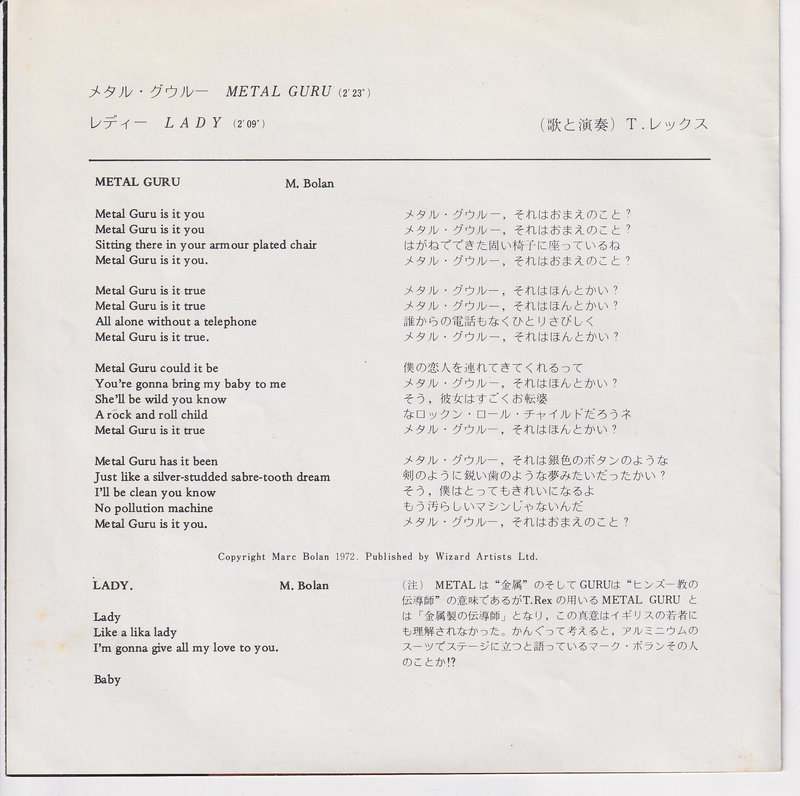 メタル・グウルー METAL GURU (2'23")
レディー LADY (2'09")
(歌と演奏) T.レックス
METAL GURU M. Bolan
Metal Guru is it you
Metal Guru is it you
Sitting there in your armour plated chair
Metal Guru is it you.
Metal Guru is it true
Metal Guru is it true
All alone without a telephone
Metal Guru is it true.
Metal Guru could it be
You're gonna bring my baby to me
She'll be wild you know
A rock and roll child
Metal Guru is it true
Metal Guru has it been
Just like a silver-studded sabre-tooth dream
I'll be clean you know
No pollution machine
Metal Guru is it you.
メタル・グウルー，それはおまえのこと？
メタル・グウルー，それはおまえのこと？
はがねでできた固い椅子に座っているね
メタル・グウルー，それはおまえのこと？
メタル・グウルー，それはほんとかい？
メタル・グウルー，それはほんとかい？
誰からの電話もなくひとりさびしく
メタル・グウルー，それはほんとかい？
僕の恋人を連れてきてくれるって
メタル・グウルー，それはほんとかい？
そう，彼女はすごくお転婆
なロックン・ロール・チャイルドだろうネ
メタル・グウルー，それはほんとかい？
メタル・グウルー，それは銀色のボタンのような
剣のように鋭い歯のような夢みたいだったかい？
そう，僕はとってもきれいになるよ
もう汚らしいマシンじゃないんだ
メタル・グウルー，それはおまえのこと？
Copyright Marc Bolan 1972. Published by Wizard Artists Ltd.
LADY. M. Bolan
Lady
Like a lika lady
I'm gonna give all my love to you.
Baby
(注) METALは“金属”のそしてGURUは“ヒンズー教の
伝導師”の意味であるがT.Rexの用いるMETAL GURU と
は「金属製の伝導師」となり，この真意はイギリスの若者に
も理解されなかった。かんぐって考えると，アルミニウムの
スーツでステージに立つと語っているマーク・ボランその人
のことか!?